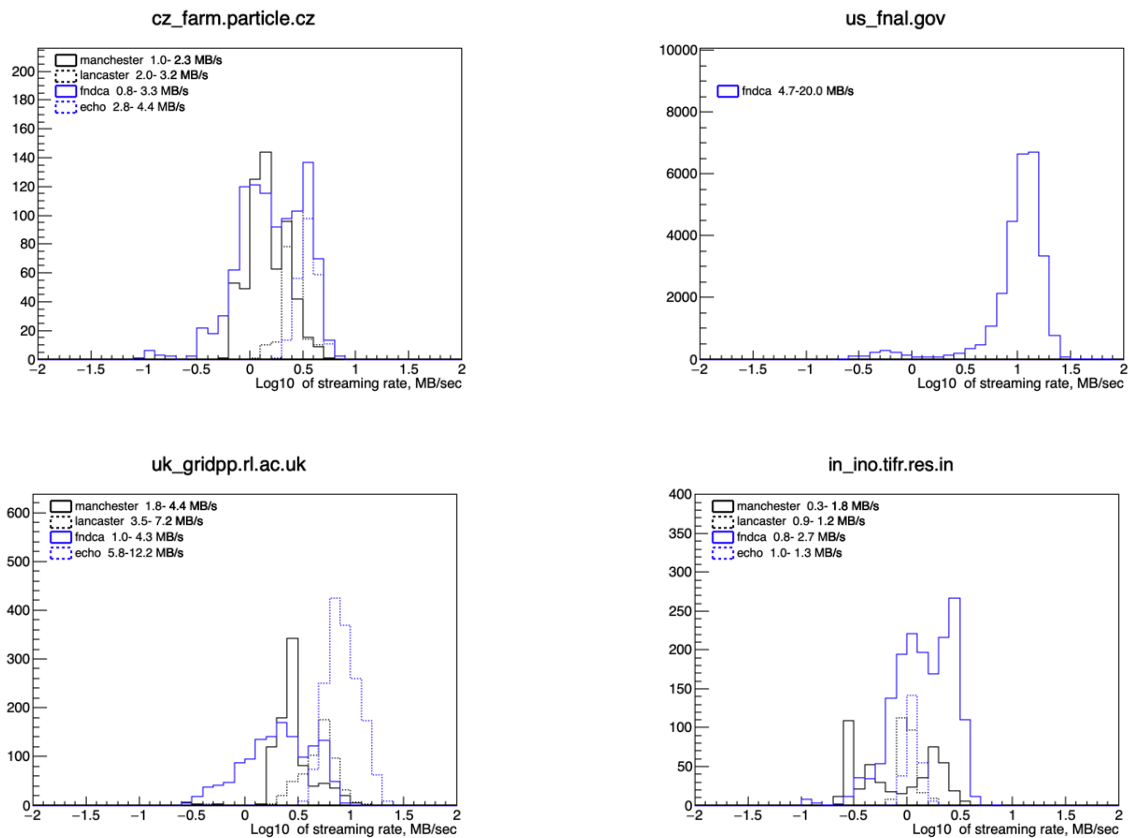 cz_farm.particle.cz
manchester 1.0- 2.3 MB/s
lancaster 2.0- 3.2 MB/s
fndca 0.8- 3.3 MB/s
echo 2.8- 4.4 MB/s
200
180
160
140
120
100
80
60
40
20
0
−2 −1.5 −1 −0.5 0 0.5 1 1.5 2
Log10 of streaming rate, MB/sec
us_fnal.gov
fndca 4.7-20.0 MB/s
10000
8000
6000
4000
2000
0
−2 −1.5 −1 −0.5 0 0.5 1 1.5 2
Log10 of streaming rate, MB/sec
uk_gridpp.rl.ac.uk
manchester 1.8- 4.4 MB/s
lancaster 3.5- 7.2 MB/s
fndca 1.0- 4.3 MB/s
echo 5.8-12.2 MB/s
600
500
400
300
200
100
0
−2 −1.5 −1 −0.5 0 0.5 1 1.5 2
Log10 of streaming rate, MB/sec
in_ino.tifr.res.in
manchester 0.3- 1.8 MB/s
lancaster 0.9- 1.2 MB/s
fndca 0.8- 2.7 MB/s
echo 1.0- 1.3 MB/s
400
350
300
250
200
150
100
50
0
−2 −1.5 −1 −0.5 0 0.5 1 1.5 2
Log10 of streaming rate, MB/sec